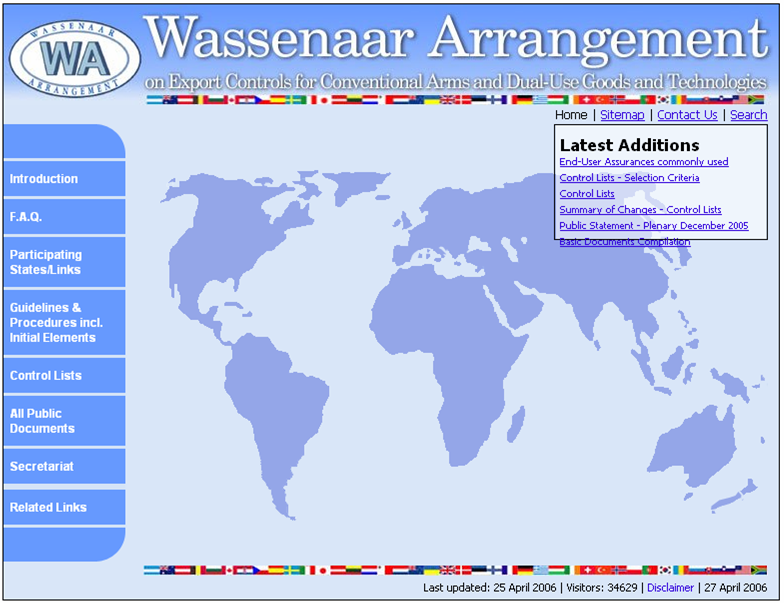 WASSENAAR
WA
ARRANGEMENT
Wassenaar Arrangement
on Export Controls for Conventional Arms and Dual-Use Goods and Technologies
Home | Sitemap | Contact Us | Search
Latest Additions
End-User Assurances commonly used
Control Lists - Selection Criteria
Control Lists
Summary of Changes - Control Lists
Public Statement - Plenary December 2005
Basic Documents Compilation
Introduction
F.A.Q.
Participating
States/Links
Guidelines &
Procedures incl.
Initial Elements
Control Lists
All Public
Documents
Secretariat
Related Links
Last updated: 25 April 2006 | Visitors: 34629 | Disclaimer | 27 April 2006